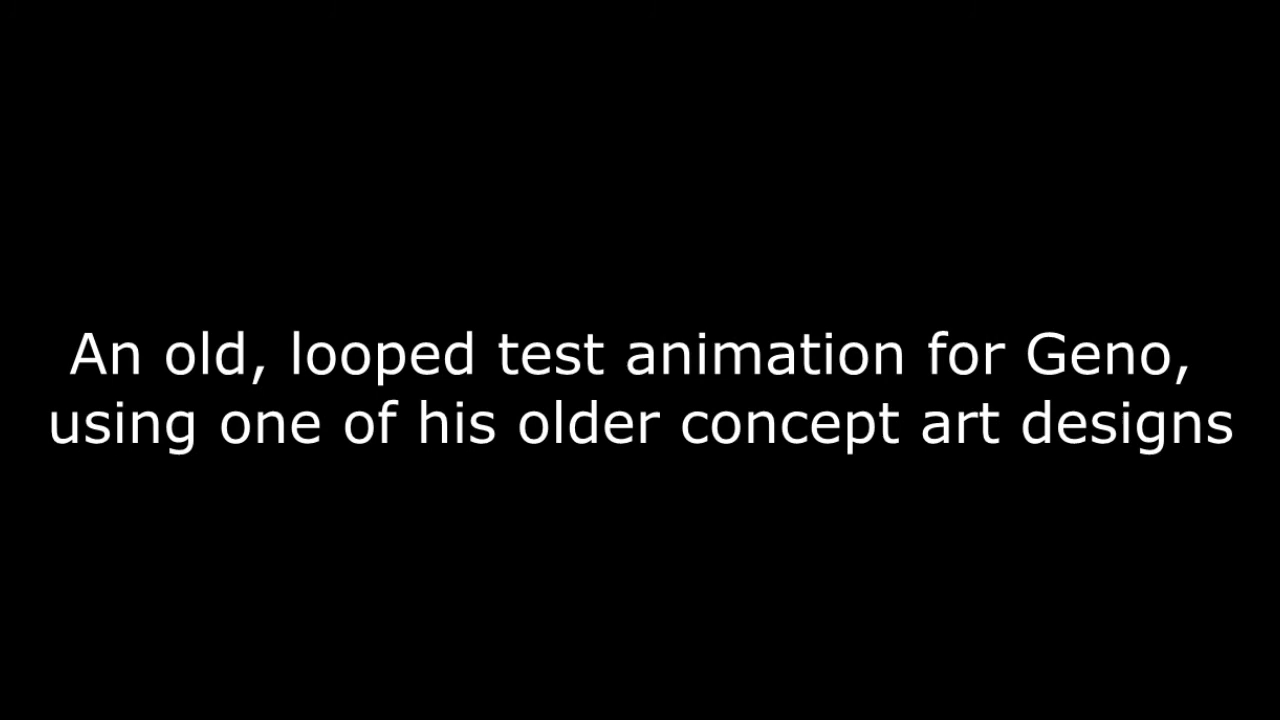 An old, looped test animation for Geno,
using one of his older concept art designs